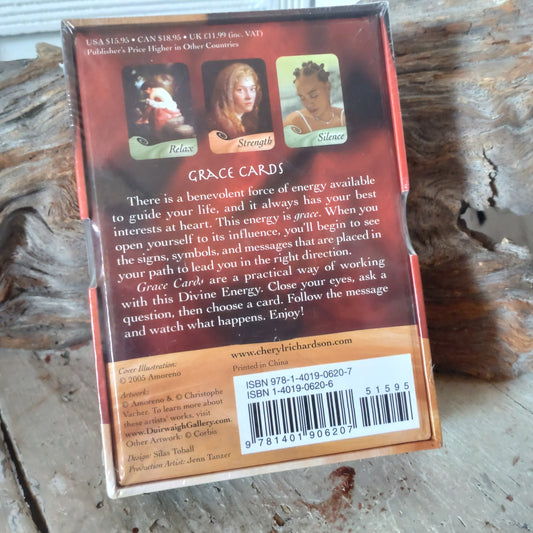 USA $15.95 • CAN $18.95 • UK £11.99 (inc. VAT)
(Publisher's Price Higher in Other Countries
Relax
Strength
Silence
GRACE CARDS
There is a benevolent force of energy available
to guide your life, and it always has your best
interests at heart. This energy is grace. When you
open yourself to its influence, you'll begin to see
the signs, symbols, and messages that are placed in
your path to lead you in the right direction.
Grace Cards are a practical way of working
with this Divine Energy. Close your eyes, ask a
question, then choose a card. Follow the message
and watch what happens. Enjoy!
www.cherylrichardson.com
Printed in China
Cover Illustration:
© 2005 Amoreno
Artwork:
© Amoreno & © Christophe
Vacher. To learn more about
these artists' works, visit
www.DuirwaighGallery.com
Other Artwork: © Corbis
Design: Silas Toball
Production Artist: Jenn Tanzer
ISBN 978-1-4019-0620-7
ISBN 1-4019-0620-6
51595
9 781401 906207